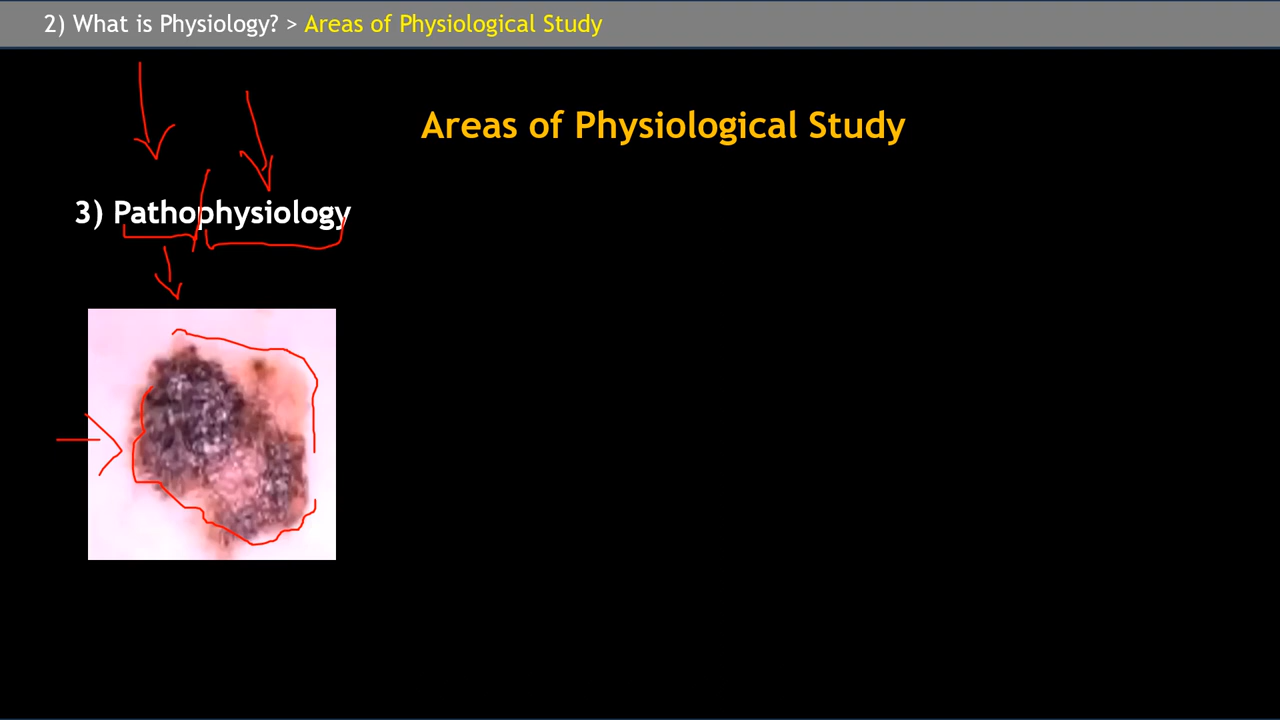 2) What is Physiology? > Areas of Physiological Study
Areas of Physiological Study
3) Pathophysiology